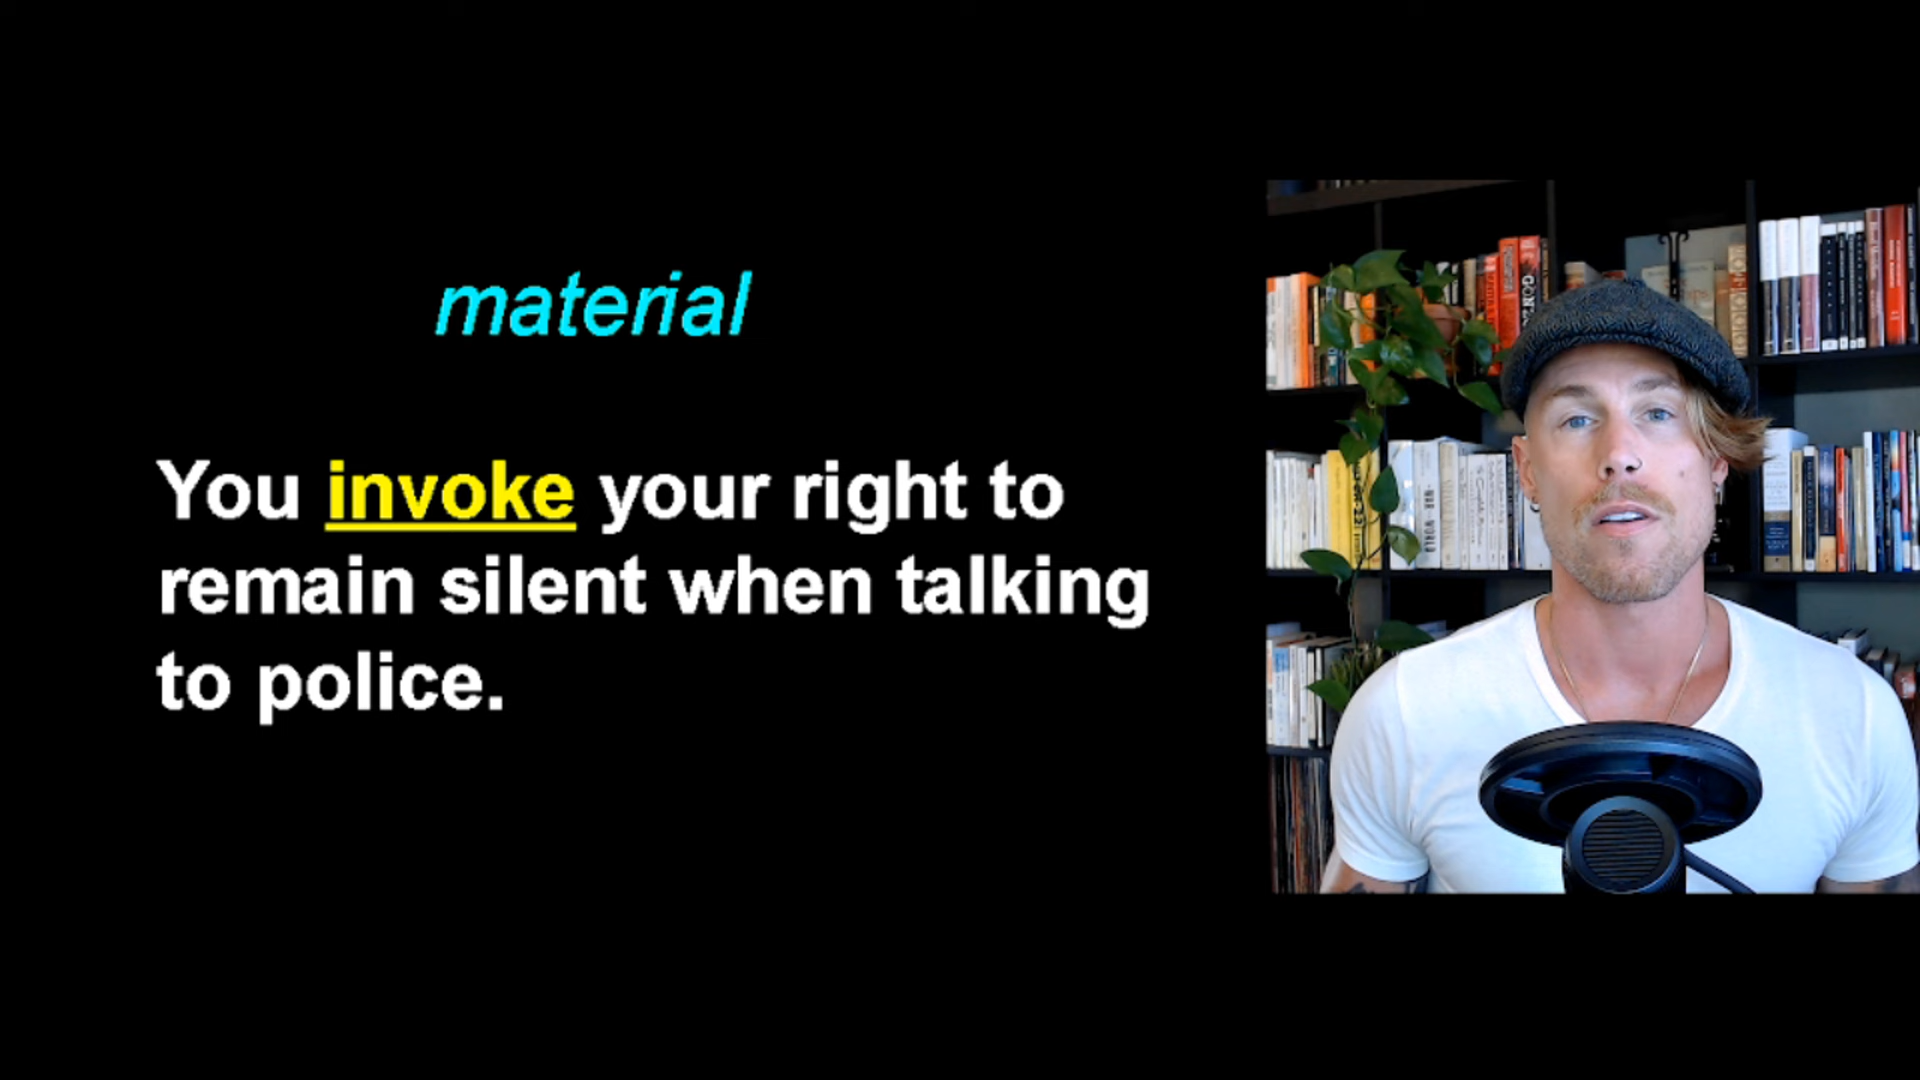 material
You invoke your right to
remain silent when talking
to police.